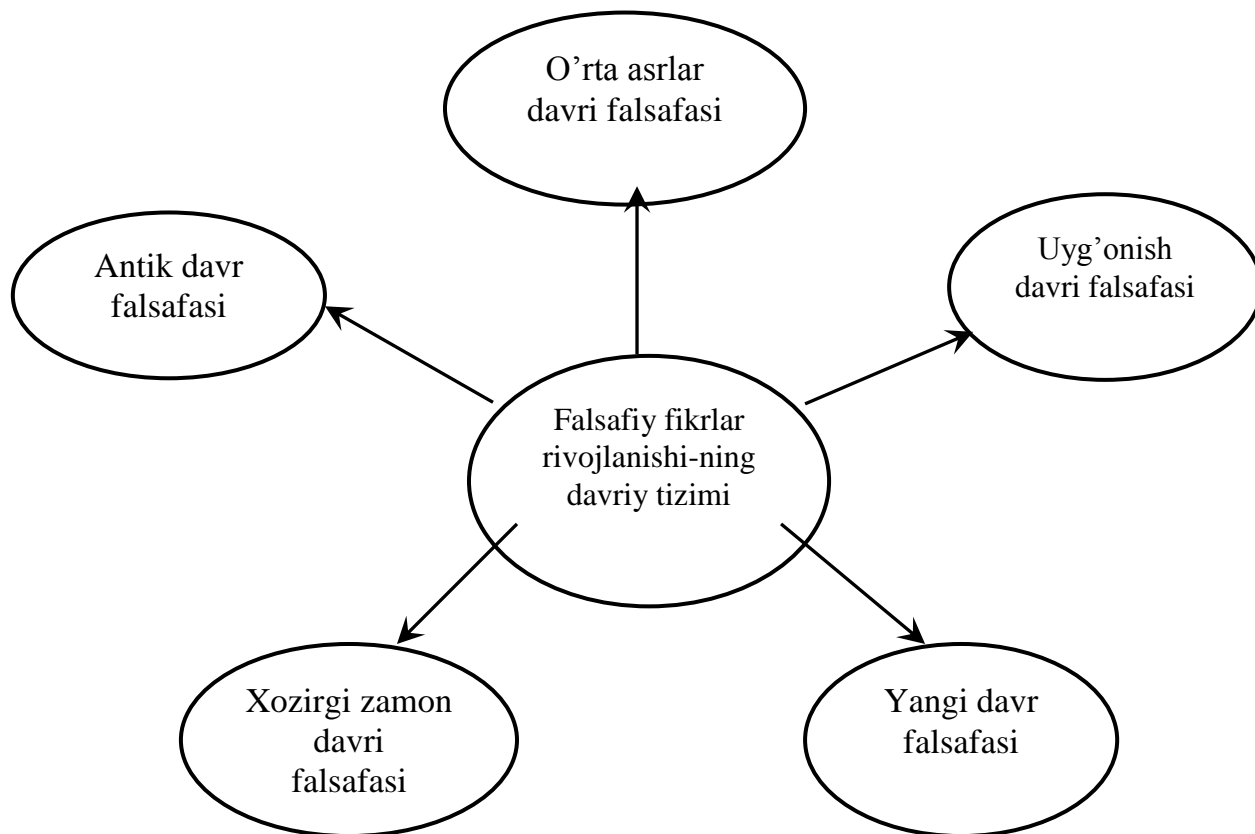 O’rta asrlar
davri falsafasi
Antik davr
falsafasi
Uyg’onish
davri falsafasi
Falsafiy fikrlar
rivojlanishi-ning
davriy tizimi
Xozirgi zamon
davri
falsafasi
Yangi davr
falsafasi